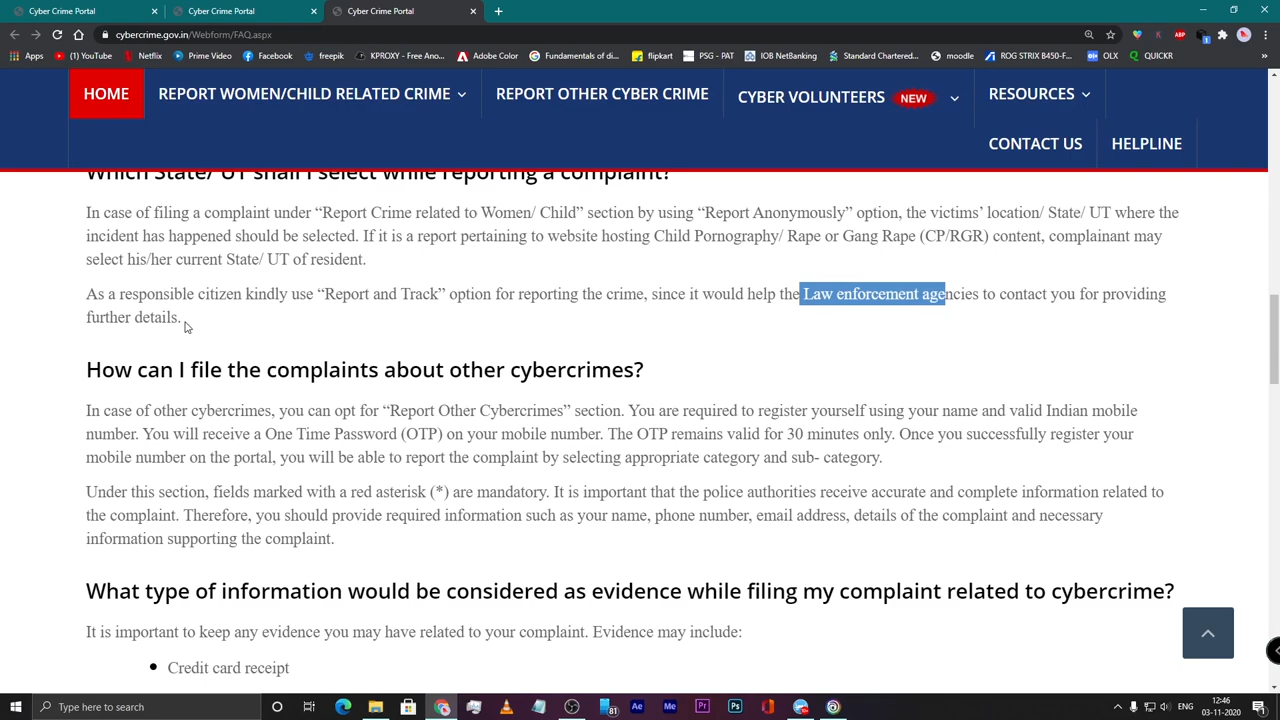 Cyber Crime Portal
Cyber Crime Portal
Cyber Crime Portal
cybercrime.gov.in/Webform/FAQ.aspx
Apps (1) YouTube Netflix Prime Video Facebook freepik KPROXY - Free Ano... Adobe Color Fundamentals of di... flipkart PSG - PAT IOB NetBanking Standard Chartered... moodle ROG STRIX B450-F... OLX QUICKR
HOME REPORT WOMEN/CHILD RELATED CRIME REPORT OTHER CYBER CRIME CYBER VOLUNTEERS NEW RESOURCES
CONTACT US HELPLINE
Which State/ UT shall I select while reporting a complaint?
In case of filing a complaint under “Report Crime related to Women/ Child” section by using “Report Anonymously” option, the victims’ location/ State/ UT where the
incident has happened should be selected. If it is a report pertaining to website hosting Child Pornography/ Rape or Gang Rape (CP/RGR) content, complainant may
select his/her current State/ UT of resident.
As a responsible citizen kindly use “Report and Track” option for reporting the crime, since it would help the Law enforcement agencies to contact you for providing
further details.
How can I file the complaints about other cybercrimes?
In case of other cybercrimes, you can opt for “Report Other Cybercrimes” section. You are required to register yourself using your name and valid Indian mobile
number. You will receive a One Time Password (OTP) on your mobile number. The OTP remains valid for 30 minutes only. Once you successfully register your
mobile number on the portal, you will be able to report the complaint by selecting appropriate category and sub- category.
Under this section, fields marked with a red asterisk (*) are mandatory. It is important that the police authorities receive accurate and complete information related to
the complaint. Therefore, you should provide required information such as your name, phone number, email address, details of the complaint and necessary
information supporting the complaint.
What type of information would be considered as evidence while filing my complaint related to cybercrime?
It is important to keep any evidence you may have related to your complaint. Evidence may include:
Credit card receipt
Type here to search
81 Ae Me Pr Ps
ENG
12:46
03-11-2020